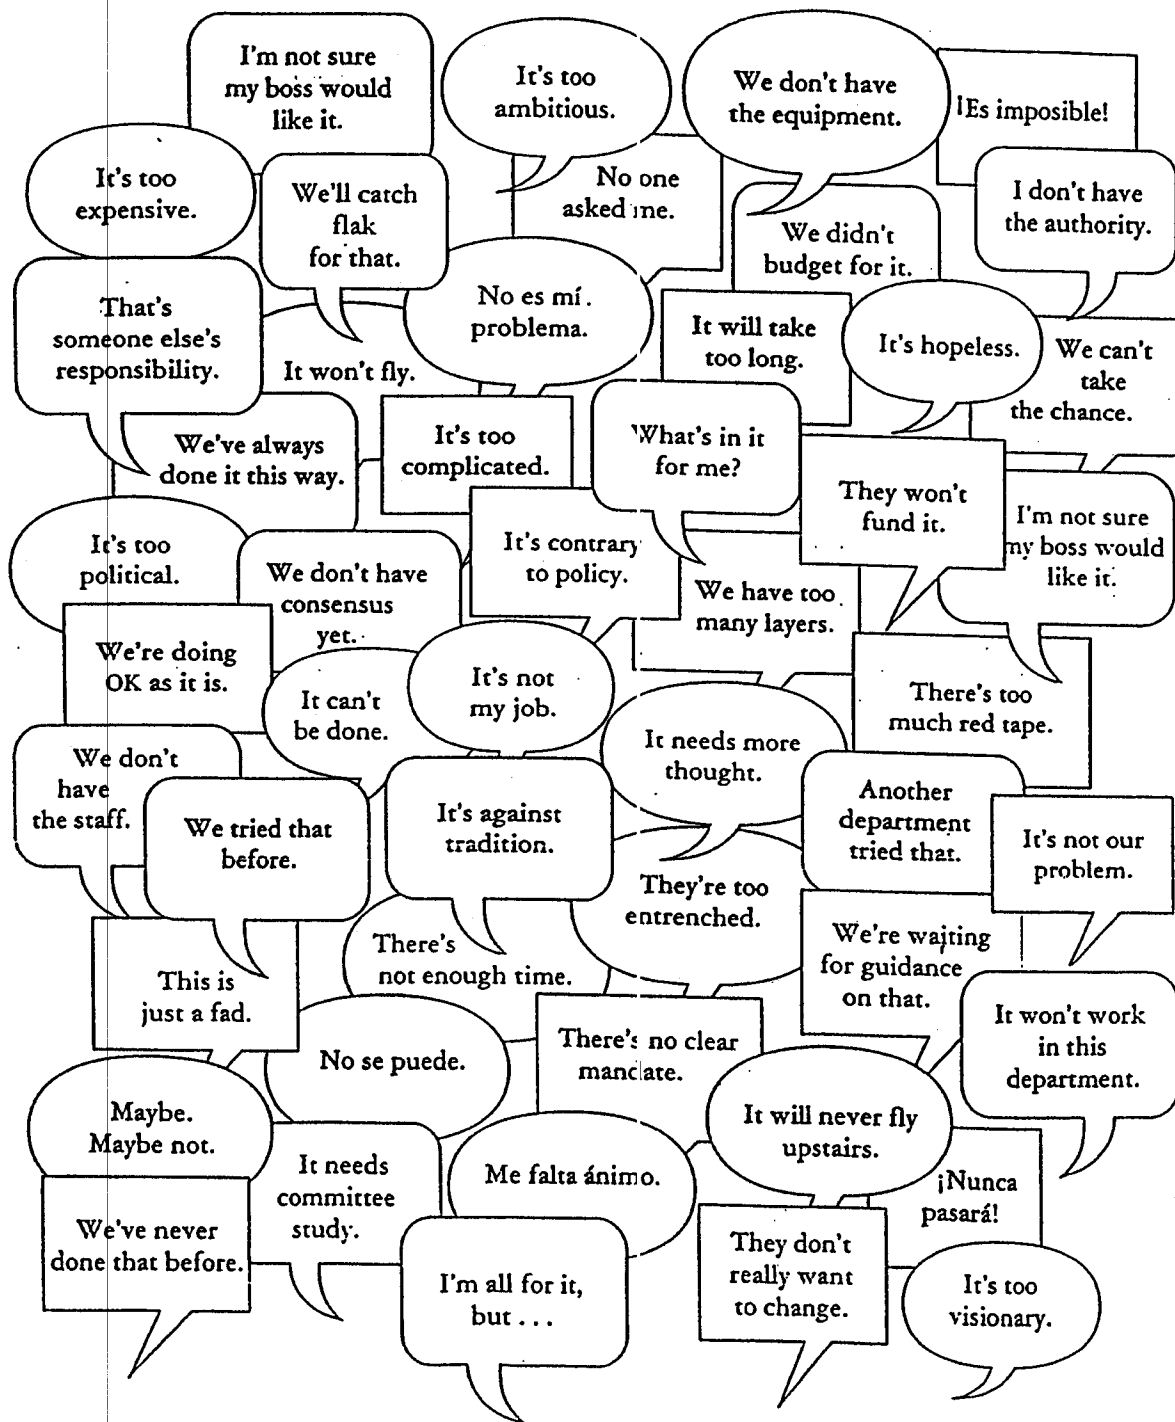 I'm not sure
my boss would
like it.
It's too
ambitious.
We don't have
the equipment.
¡Es imposible!
It's too
expensive.
We'll catch
flak
for that.
No one
asked me.
We didn't
budget for it.
I don't have
the authority.
That's
someone else's
responsibility.
It won't fly.
No es mí
problema.
It will take
too long.
It's hopeless.
We can't
take
the chance.
We've always
done it this way.
It's too
complicated.
What's in it
for me?
They won't
fund it.
I'm not sure
my boss would
like it.
It's too
political.
We don't have
consensus
yet.
It's contrary
to policy.
We have too
many layers.
We're doing
OK as it is.
It can't
be done.
It's not
my job.
It needs more
thought.
There's too
much red tape.
We don't
have
the staff.
We tried that
before.
It's against
tradition.
They're too
entrenched.
Another
department
tried that.
It's not our
problem.
This is
just a fad.
There's
not enough time.
We're waiting
for guidance
on that.
No se puede.
There's no clear
mandate.
It won't work
in this
department.
Maybe.
Maybe not.
It needs
committee
study.
Me falta ánimo.
It will never fly
upstairs.
¡Nunca
pasará!
We've never
done that before.
I'm all for it,
but ...
They don't
really want
to change.
It's too
visionary.